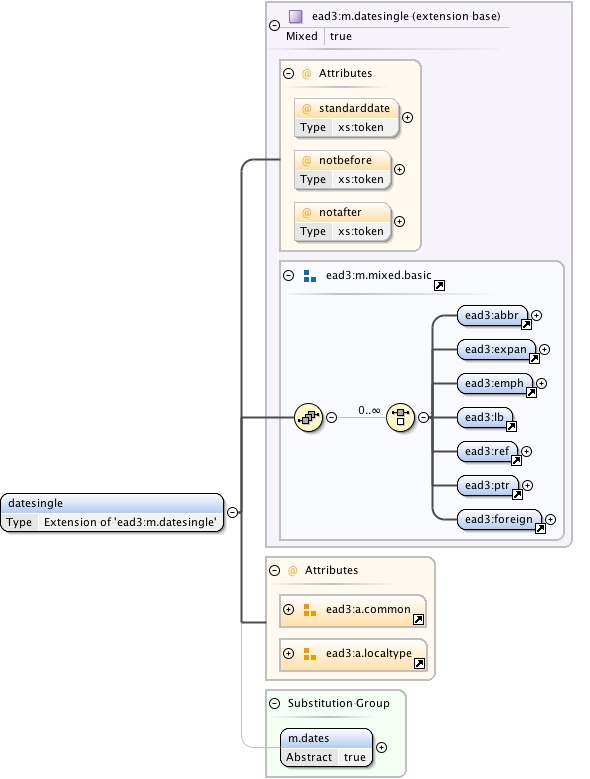 ead3:m.datesingle (extension base)
Mixed true
@ Attributes
@ standarddate
Type xs:token
@ notbefore
Type xs:token
@ notafter
Type xs:token
ead3:m.mixed.basic
0..∞
ead3:abbr
ead3:expan
ead3:emph
ead3:lb
ead3:ref
ead3:ptr
ead3:foreign
datesingle
Type Extension of 'ead3:m.datesingle'
@ Attributes
ead3:a.common
ead3:a.localtype
Substitution Group
m.dates
Abstract true